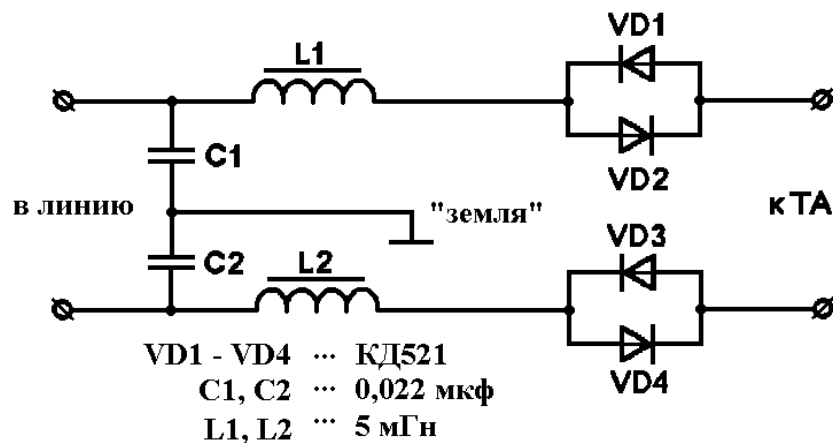 L1
VD1
C1
VD2
в линию
"земля"
к ТА
C2
L2
VD3
VD4
VD1 - VD4 ... КД521
C1, C2 ... 0,022 мкф
L1, L2 ... 5 мГн